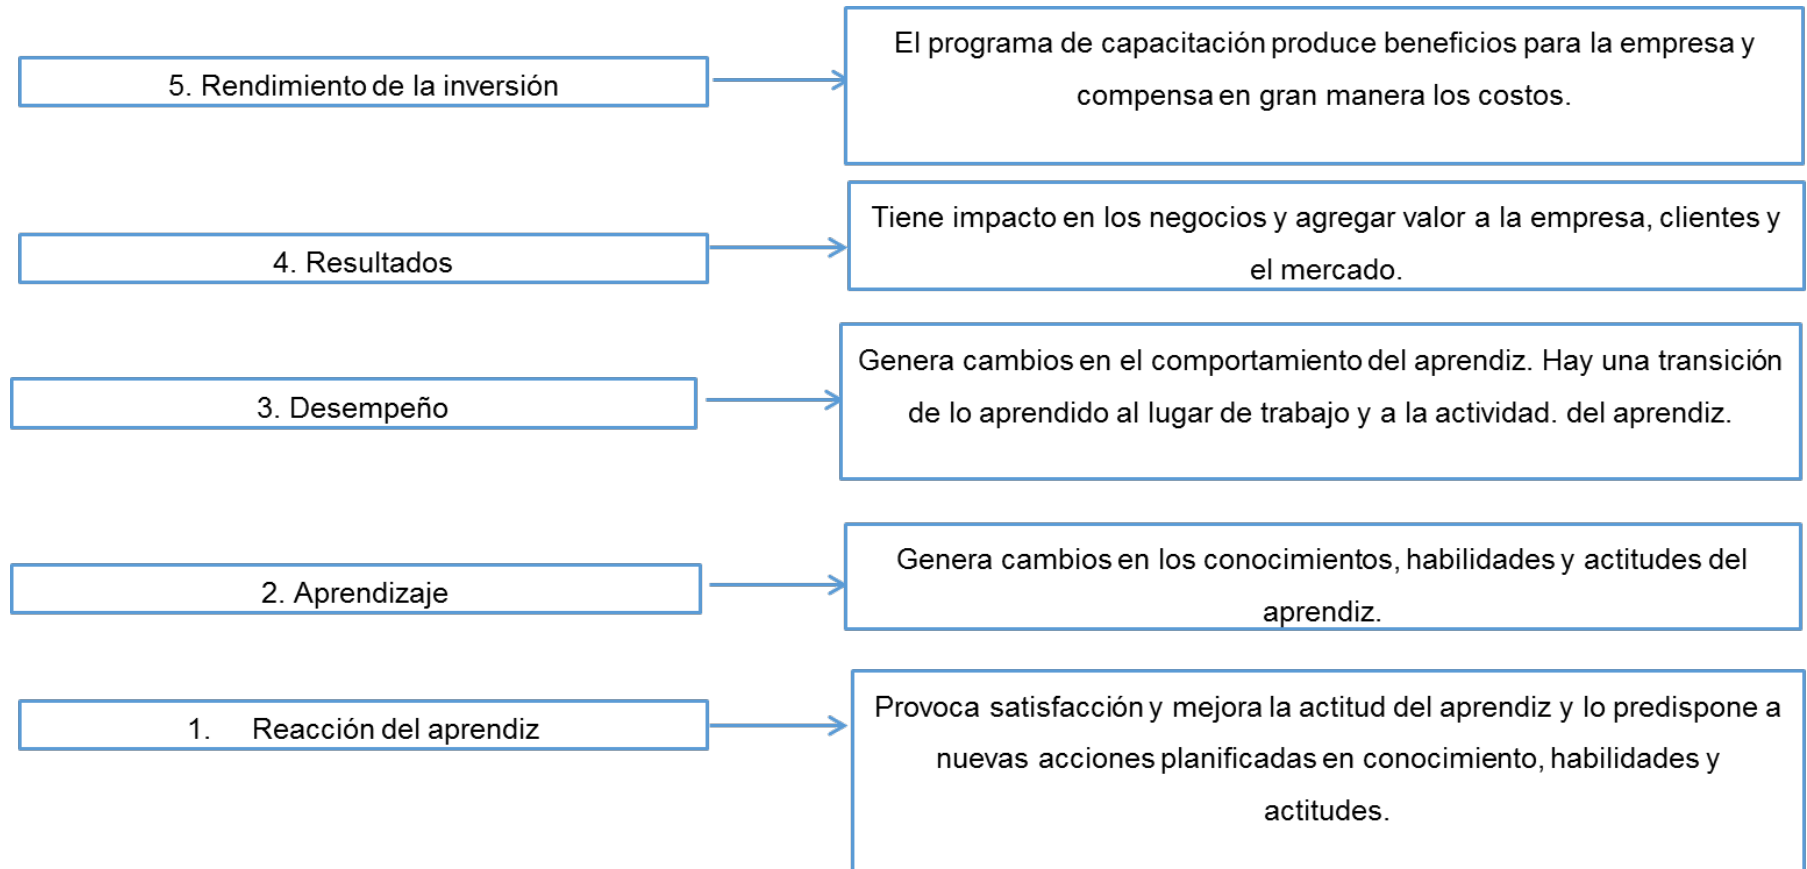 5. Rendimiento de la inversión
El programa de capacitación produce beneficios para la empresa y
compensa en gran manera los costos.
4. Resultados
Tiene impacto en los negocios y agregar valor a la empresa, clientes y
el mercado.
3. Desempeño
Genera cambios en el comportamiento del aprendiz. Hay una transición
de lo aprendido al lugar de trabajo y a la actividad. del aprendiz.
2. Aprendizaje
Genera cambios en los conocimientos, habilidades y actitudes del
aprendiz.
1. Reacción del aprendiz
Provoca satisfacción y mejora la actitud del aprendiz y lo predispone a
nuevas acciones planificadas en conocimiento, habilidades y
actitudes.